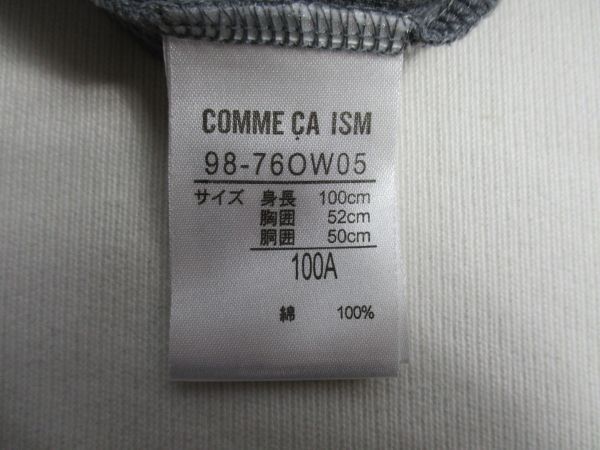 COMME ÇA ISM
98-76OW05
サイズ 身長 100cm
胸囲 52cm
胴囲 50cm
100A
綿 100%